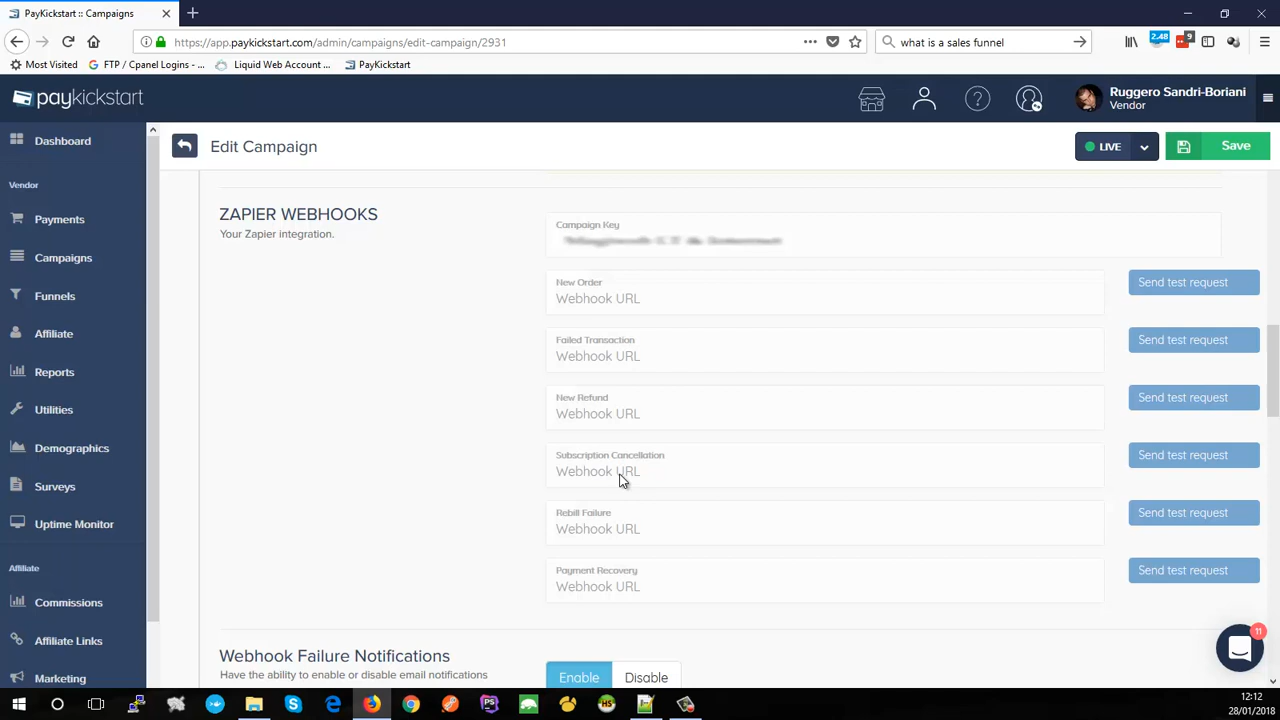 PayKickstart :: Campaigns
https://app.paykickstart.com/admin/campaigns/edit-campaign/2931
what is a sales funnel
2.48
9
Most Visited
FTP / Cpanel Logins - ...
Liquid Web Account ...
PayKickstart
paykickstart
Ruggero Sandri-Boriani
Vendor
Dashboard
Vendor
Payments
Campaigns
Funnels
Affiliate
Reports
Utilities
Demographics
Surveys
Uptime Monitor
Affiliate
Commissions
Affiliate Links
Marketing
Edit Campaign
LIVE
Save
ZAPIER WEBHOOKS
Your Zapier integration.
Campaign Key
New Order
Webhook URL
Send test request
Failed Transaction
Webhook URL
Send test request
New Refund
Webhook URL
Send test request
Subscription Cancellation
Webhook URL
Send test request
Rebill Failure
Webhook URL
Send test request
Payment Recovery
Webhook URL
Send test request
Webhook Failure Notifications
Have the ability to enable or disable email notifications
Enable
Disable
11
12:12
28/01/2018